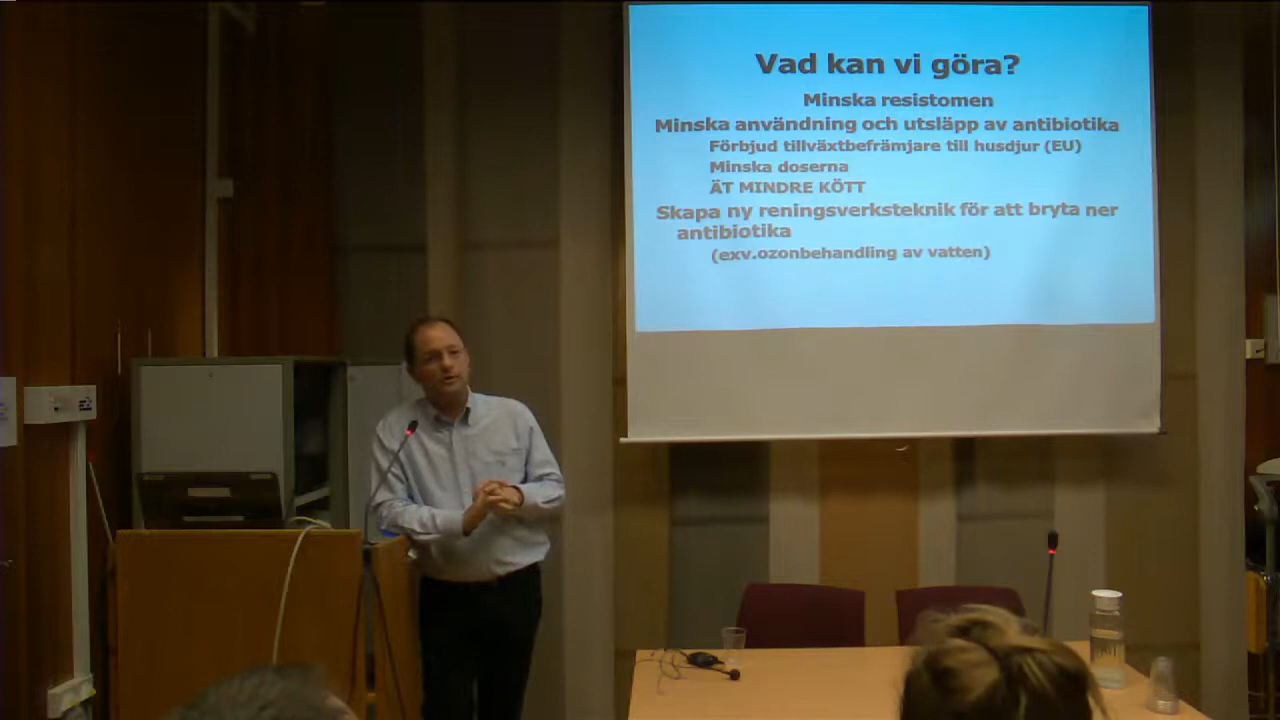 Vad kan vi göra?
Minska resistomen
Minska användning och utsläpp av antibiotika
Förbjud tillväxtbefrämjare till husdjur (EU)
Minska doserna
ÄT MINDRE KÖTT
Skapa ny reningsverksteknik för att bryta ner
antibiotika
(exv.ozonbehandling av vatten)